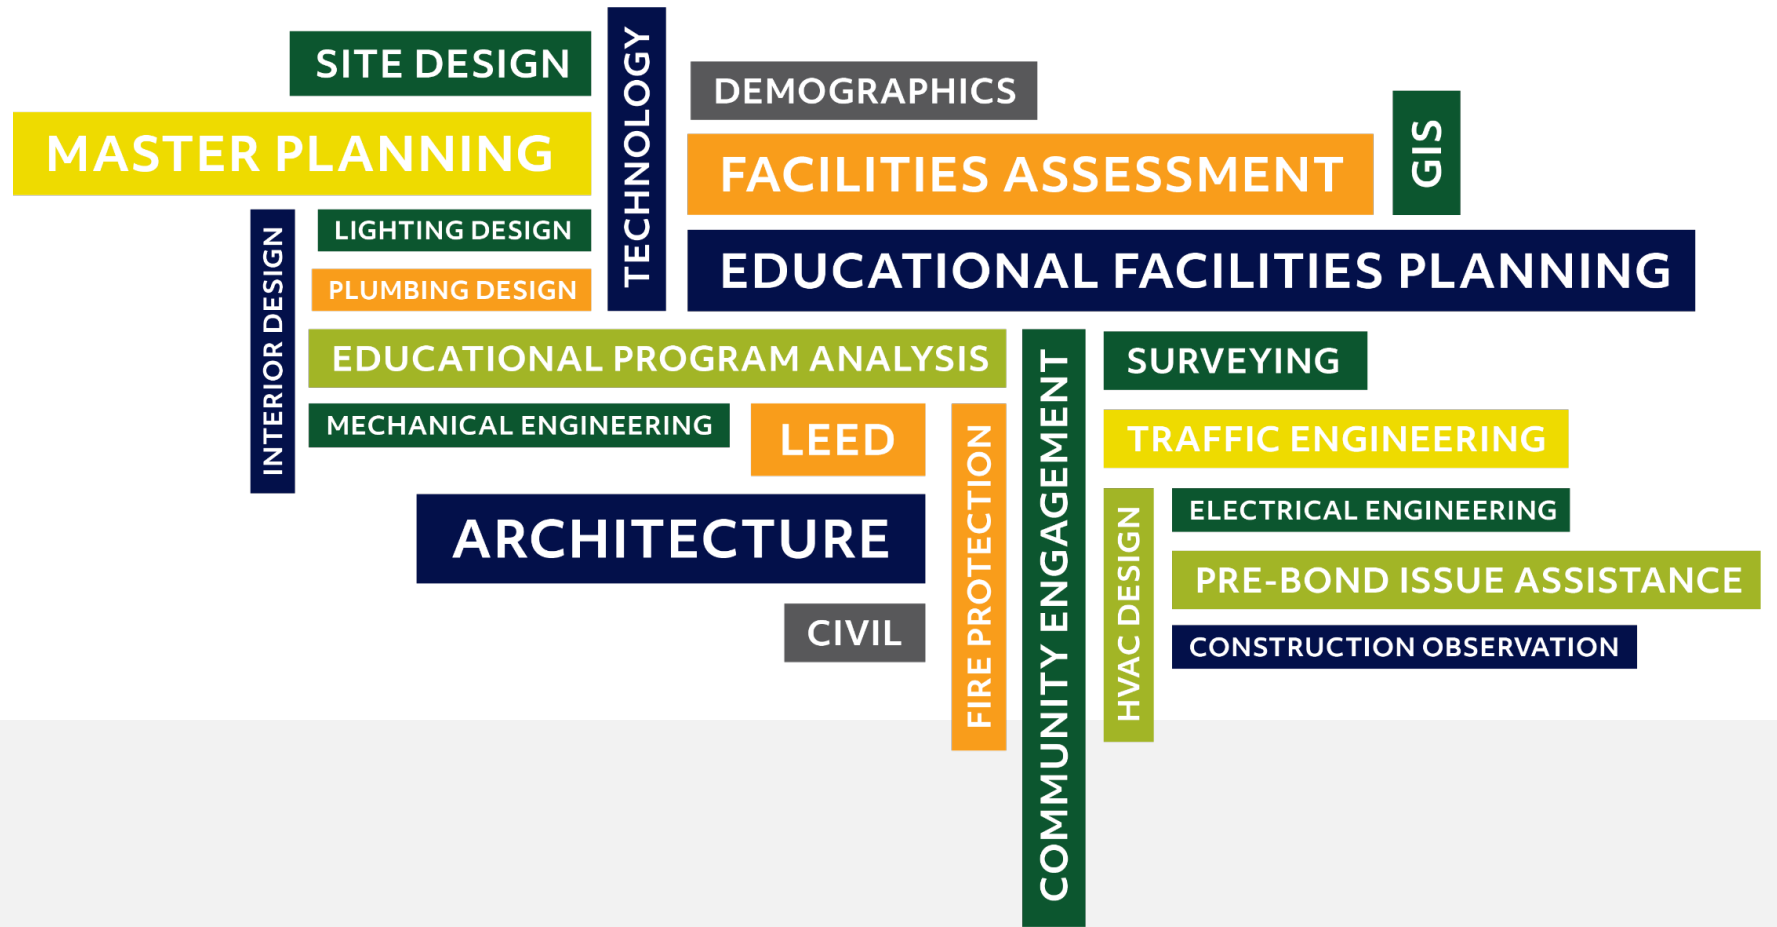 SITE DESIGN
TECHNOLOGY
DEMOGRAPHICS
GIS
MASTER PLANNING
FACILITIES ASSESSMENT
INTERIOR DESIGN
LIGHTING DESIGN
EDUCATIONAL FACILITIES PLANNING
PLUMBING DESIGN
EDUCATIONAL PROGRAM ANALYSIS
COMMUNITY ENGAGEMENT
SURVEYING
MECHANICAL ENGINEERING
LEED
FIRE PROTECTION
TRAFFIC ENGINEERING
ARCHITECTURE
HVAC DESIGN
ELECTRICAL ENGINEERING
PRE-BOND ISSUE ASSISTANCE
CIVIL
CONSTRUCTION OBSERVATION